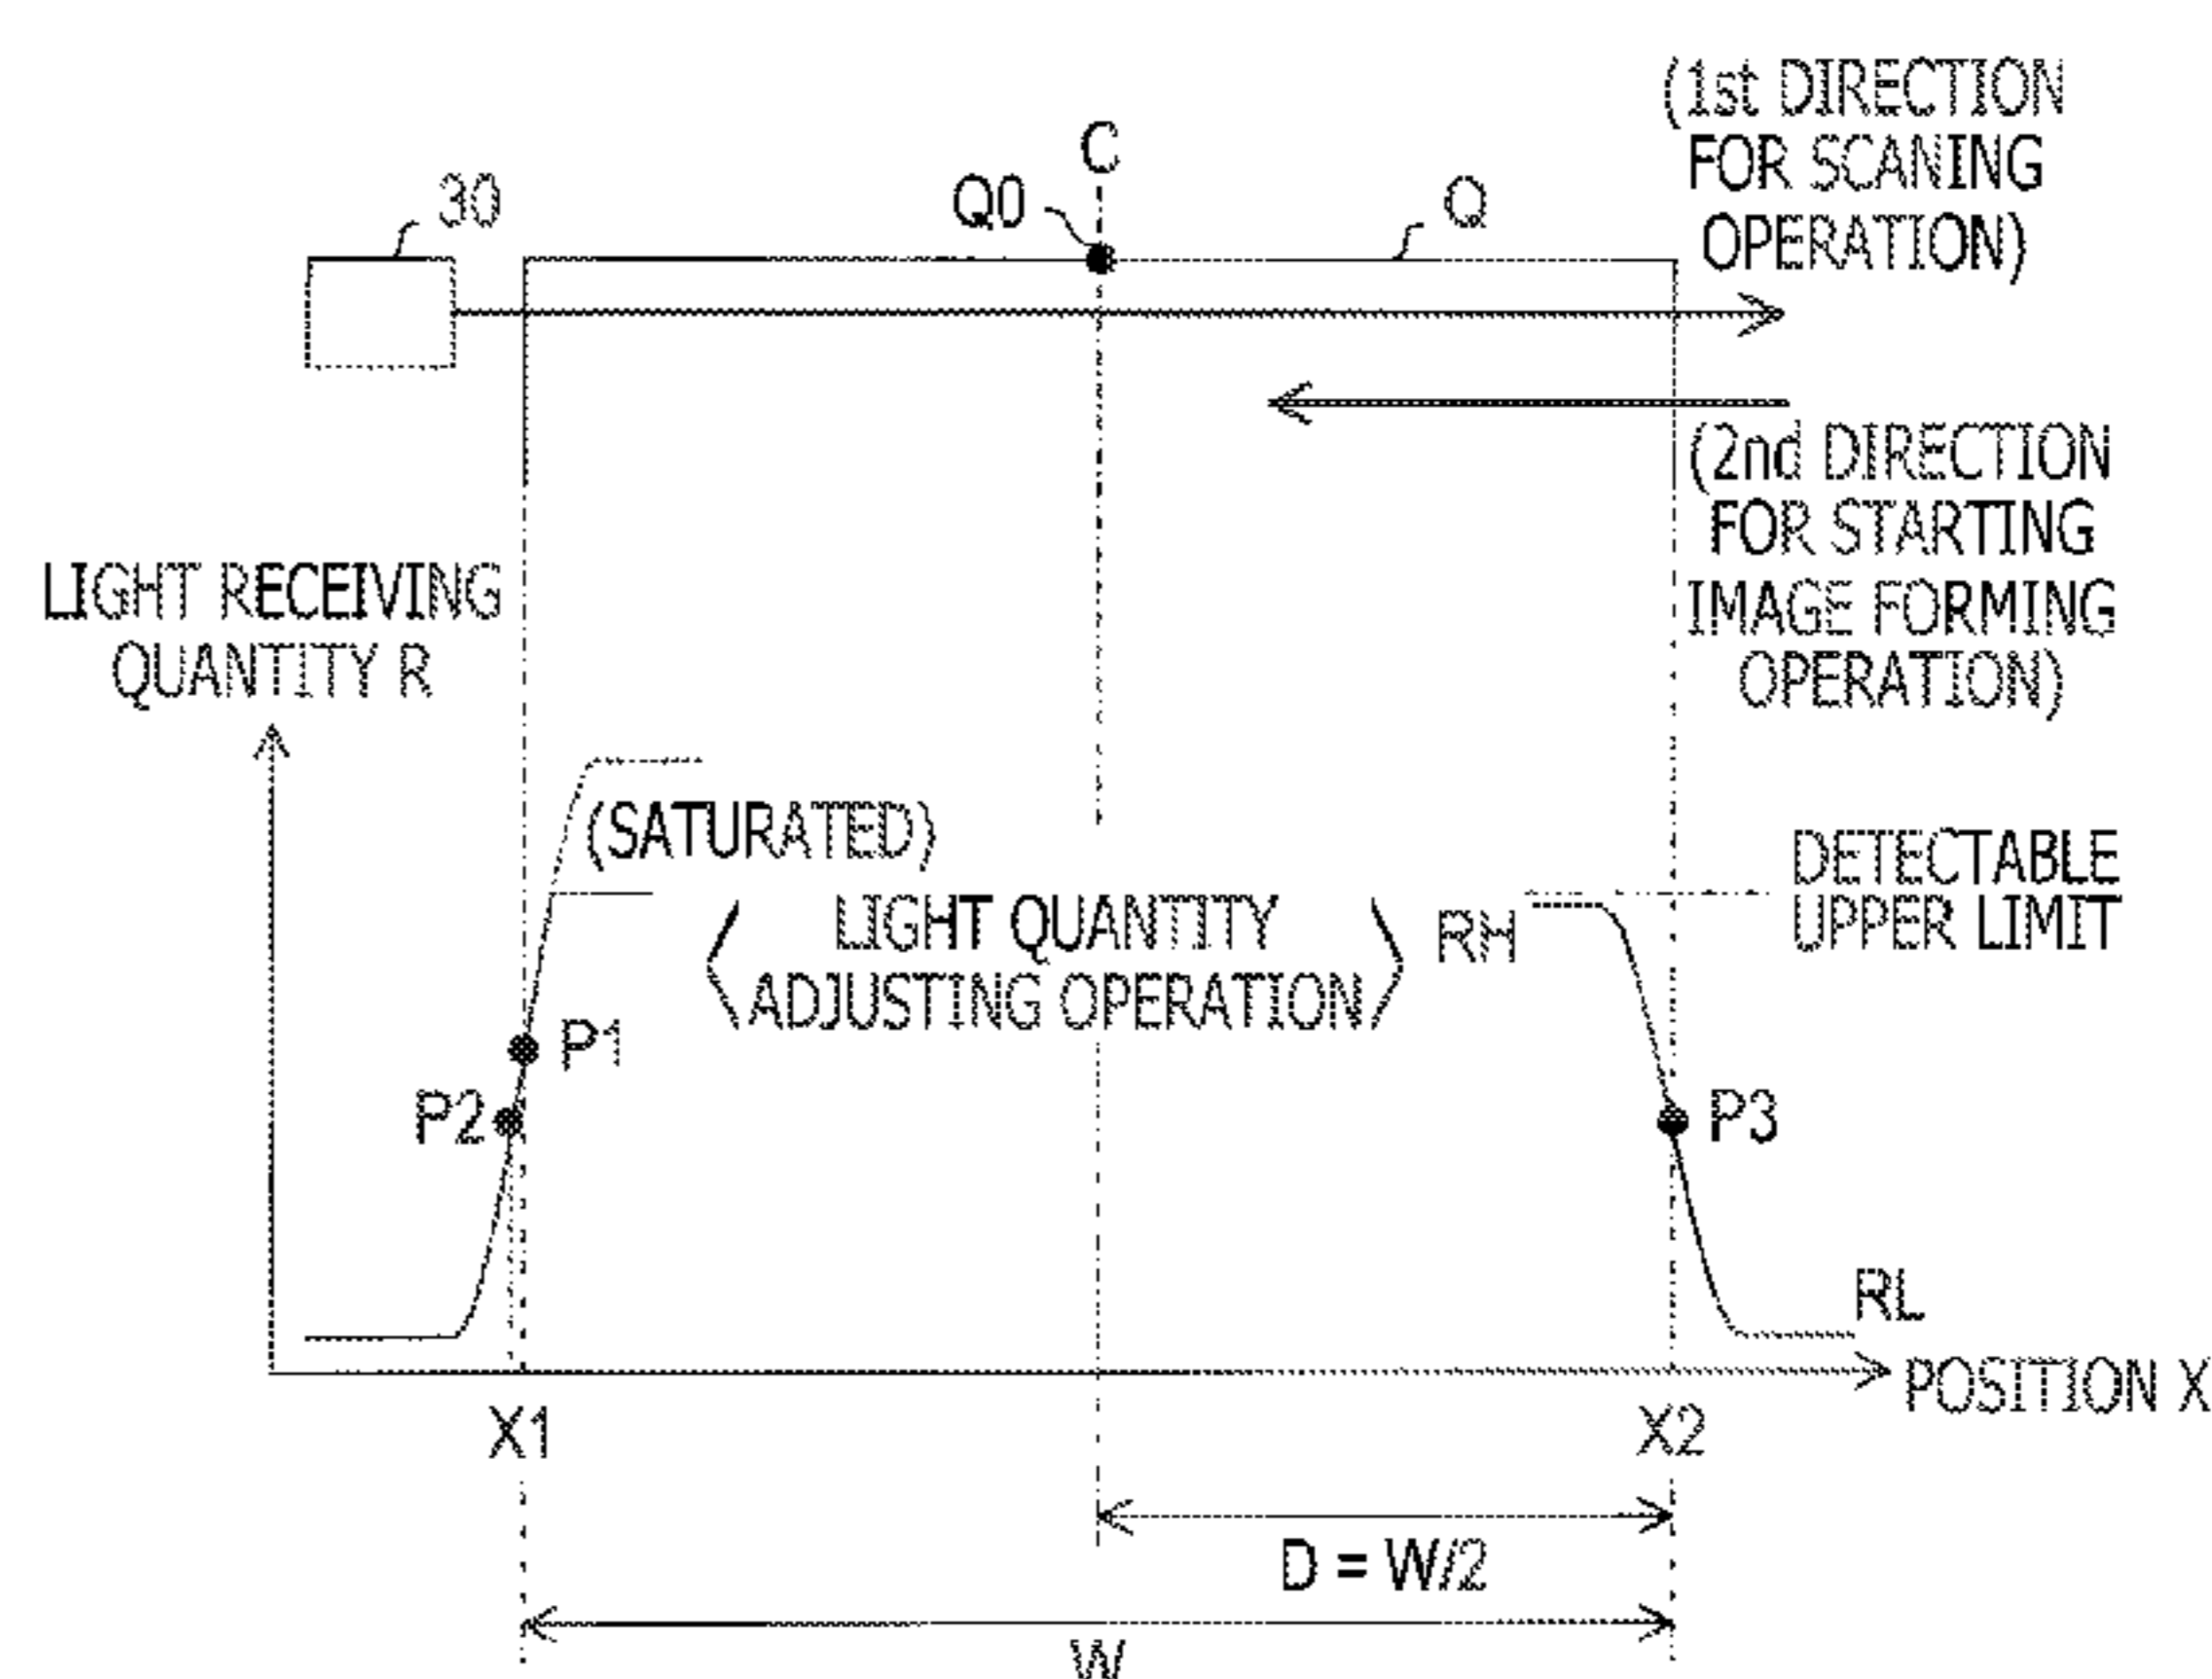 (1st DIRECTION
FOR SCANING
OPERATION)
C
30
Q0
Q
(2nd DIRECTION
FOR STARTING
IMAGE FORMING
OPERATION)
LIGHT RECEIVING
QUANTITY R
(SATURATED)
DETECTABLE
UPPER LIMIT
LIGHT QUANTITY
ADJUSTING OPERATION
RH
P1
P2
P3
RL
POSITION X
X1
X2
D = W/2
W